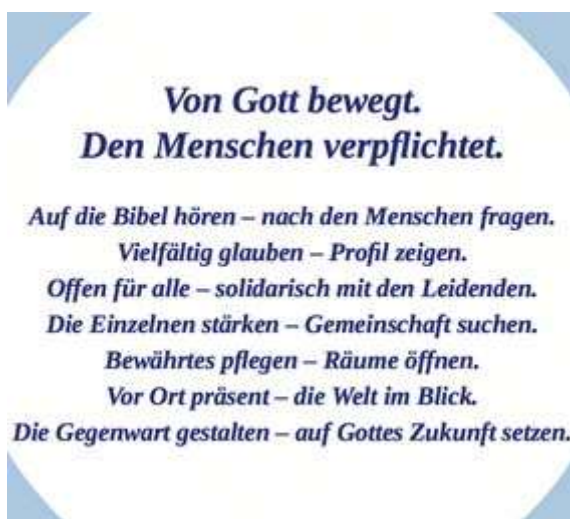 Von Gott bewegt.
Den Menschen verpflichtet.
Auf die Bibel hören – nach den Menschen fragen.
Vielfältig glauben – Profil zeigen.
Offen für alle – solidarisch mit den Leidenden.
Die Einzelnen stärken – Gemeinschaft suchen.
Bewährtes pflegen – Räume öffnen.
Vor Ort präsent – die Welt im Blick.
Die Gegenwart gestalten – auf Gottes Zukunft setzen.